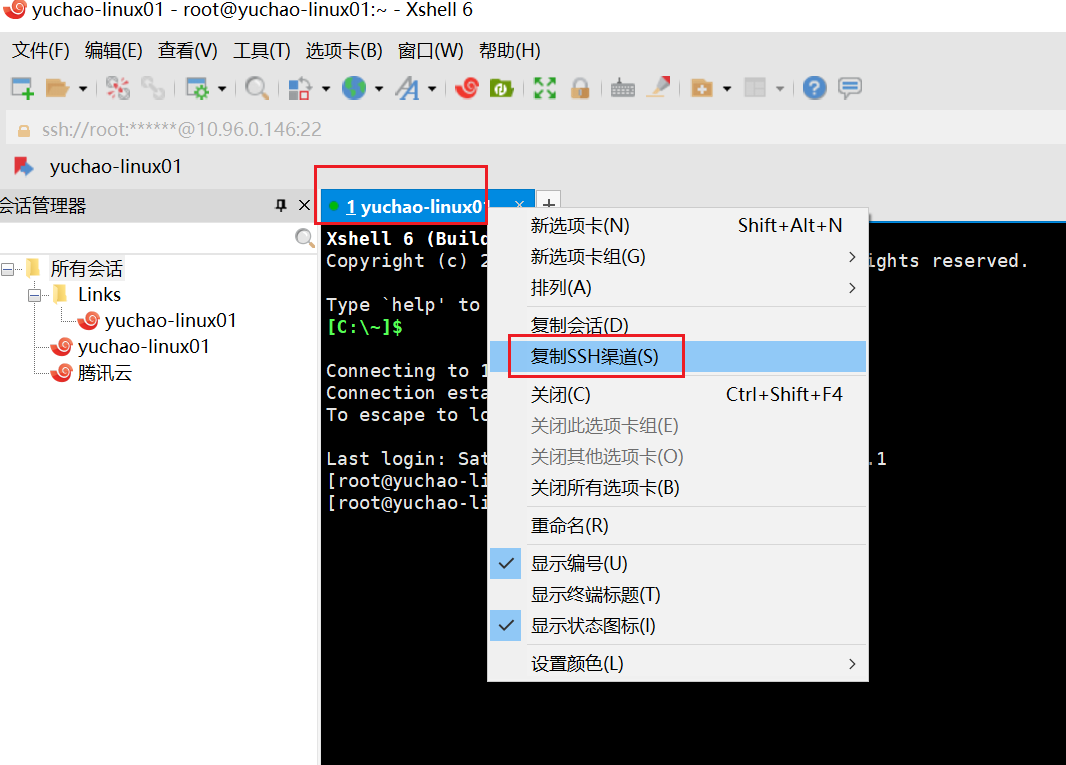 yuchao-linux01 - root@yuchao-linux01:~ - Xshell 6
文件(F) 编辑(E) 查看(V) 工具(T) 选项卡(B) 窗口(W) 帮助(H)
ssh://root:******@10.96.0.146:22
yuchao-linux01
会话管理器
1 yuchao-linux01
所有会话
Links
yuchao-linux01
yuchao-linux01
腾讯云
Xshell 6 (Build
Copyright (c) 2 ights reserved.
Type `help' to
[C:\~]$
Connecting to 1
Connection esta
To escape to lo
Last login: Sat .1
[root@yuchao-li
[root@yuchao-li
新选项卡(N) Shift+Alt+N
新选项卡组(G)
排列(A)
复制会话(D)
复制SSH渠道(S)
关闭(C) Ctrl+Shift+F4
关闭此选项卡组(E)
关闭其他选项卡(O)
关闭所有选项卡(B)
重命名(R)
显示编号(U)
显示终端标题(T)
显示状态图标(I)
设置颜色(L)